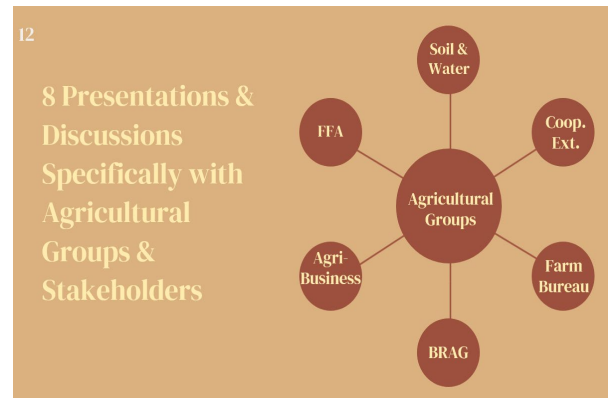 12
8 Presentations &
Discussions
Specifically with
Agricultural
Groups &
Stakeholders
Soil &
Water
FFA
Coop.
Ext.
Agricultural
Groups
Agri-
Business
Farm
Bureau
BRAG